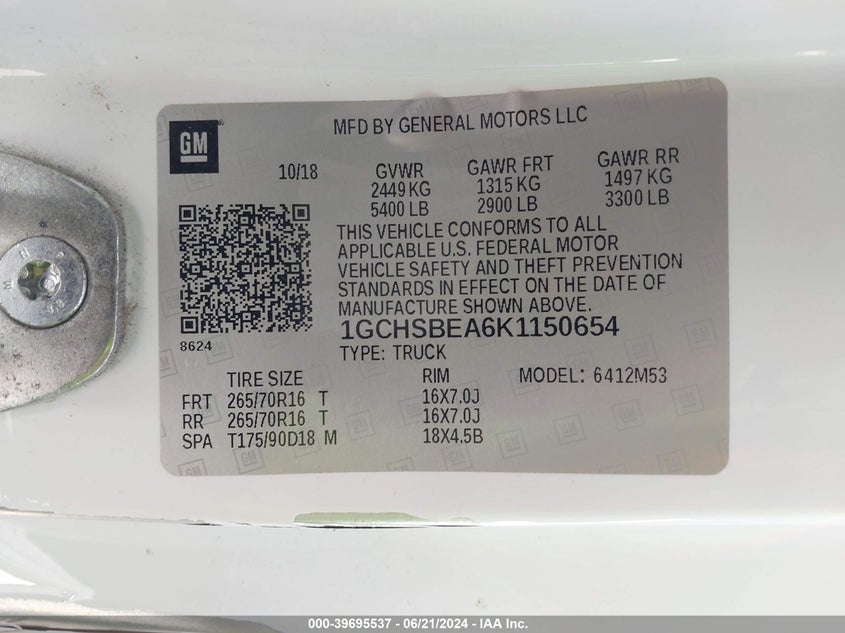 GM
MFD BY GENERAL MOTORS LLC
10/18 GVWR GAWR FRT GAWR RR
2449 KG 1315 KG 1497 KG
5400 LB 2900 LB 3300 LB
THIS VEHICLE CONFORMS TO ALL
APPLICABLE U.S. FEDERAL MOTOR
VEHICLE SAFETY AND THEFT PREVENTION
STANDARDS IN EFFECT ON THE DATE OF
MANUFACTURE SHOWN ABOVE.
1GCHSBEA6K1150654
8624
TYPE: TRUCK
TIRE SIZE RIM MODEL: 6412M53
FRT 265/70R16 T 16X7.0J
RR 265/70R16 T 16X7.0J
SPA T175/90D18 M 18X4.5B
000-39695537 - 06/21/2024 - IAA Inc.